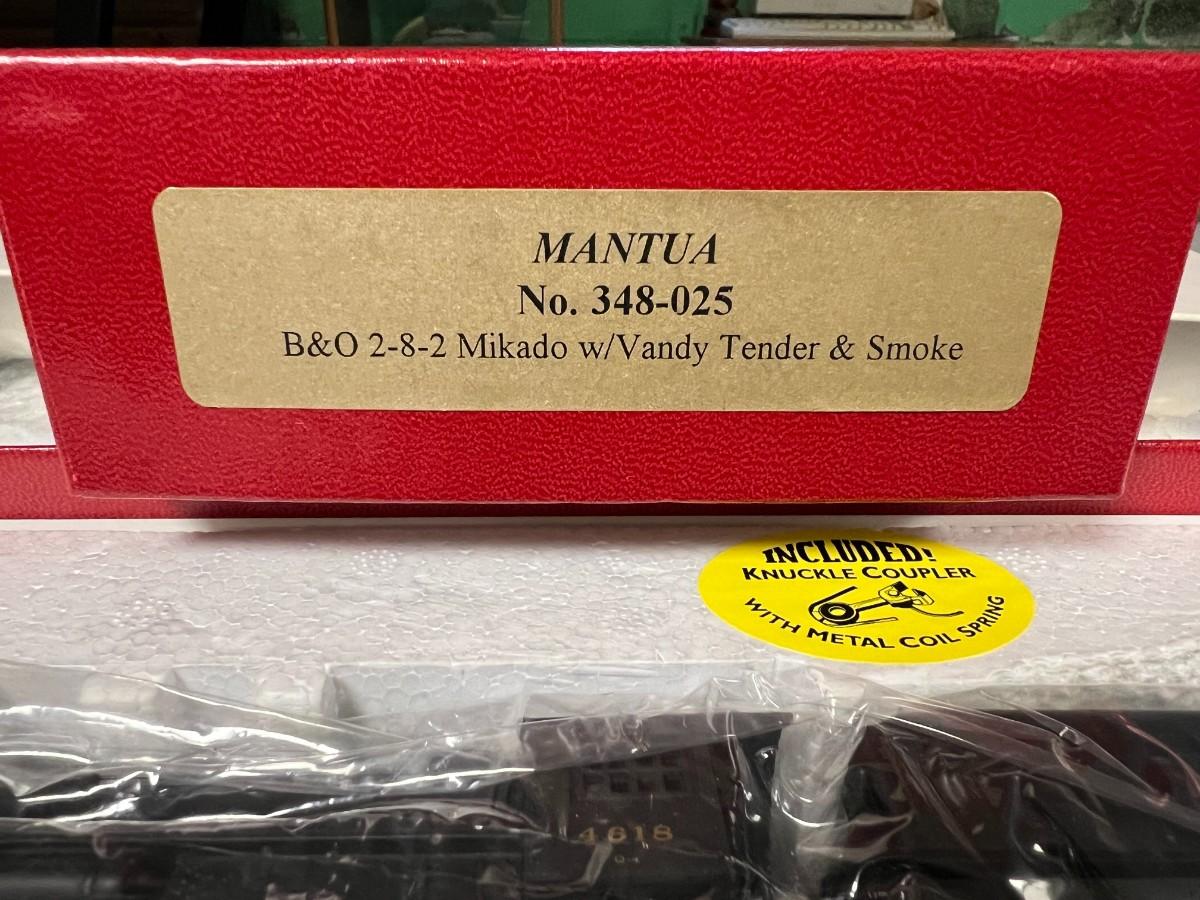 MANTUA
No. 348-025
B&O 2-8-2 Mikado w/Vandy Tender & Smoke
INCLUDED!
KNUCKLE COUPLER
WITH METAL COIL SPRING
4618